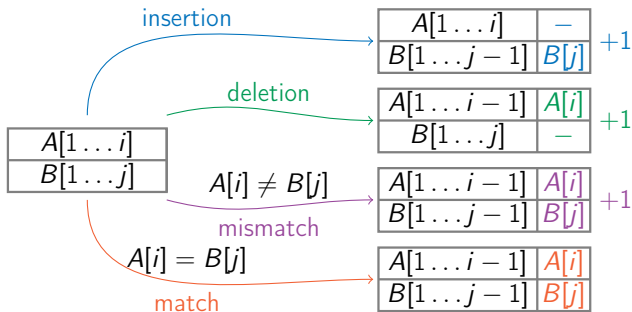 insertion
A[1 . . . i] −
B[1 . . . j − 1] B[j] +1
deletion
A[1 . . . i − 1] A[i]
B[1 . . . j] − +1
A[1 . . . i]
B[1 . . . j]
A[i] ≠ B[j]
mismatch
A[1 . . . i − 1] A[i]
B[1 . . . j − 1] B[j] +1
A[i] = B[j]
match
A[1 . . . i − 1] A[i]
B[1 . . . j − 1] B[j]